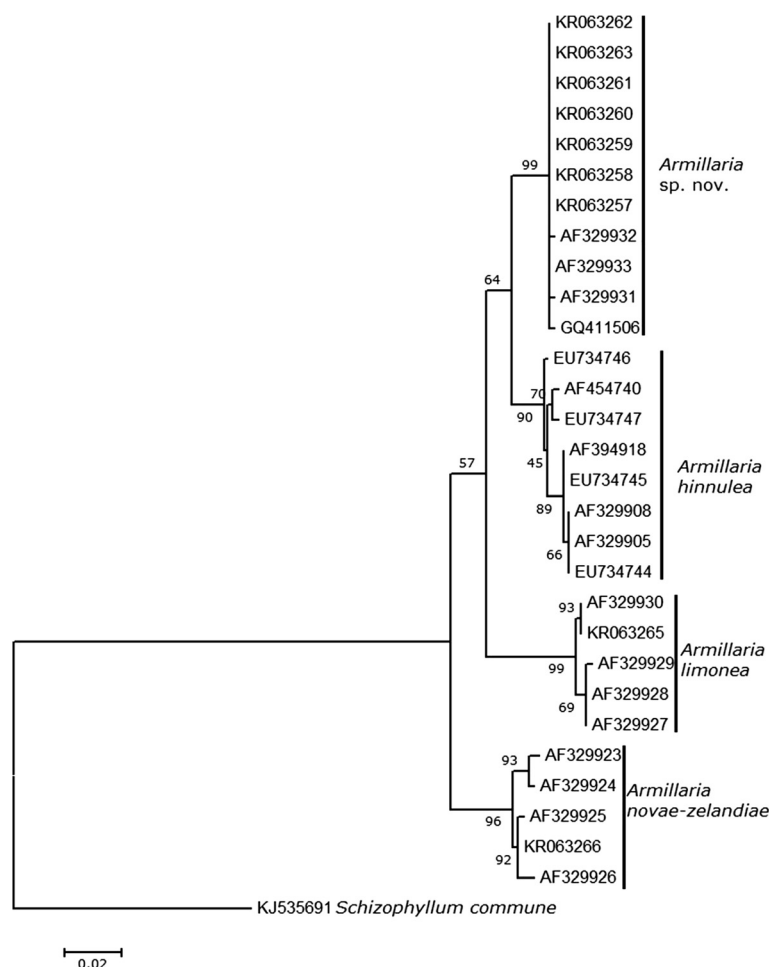 KR063262
KR063263
KR063261
KR063260
KR063259
99
KR063258
Armillaria
sp. nov.
KR063257
AF329932
AF329933
64
AF329931
GQ411506
EU734746
70
AF454740
90
EU734747
57
45
AF394918
Armillaria
hinnulea
EU734745
89
AF329908
AF329905
66
EU734744
93
AF329930
KR063265
99
AF329929
Armillaria
limonea
69
AF329928
AF329927
93
AF329923
AF329924
Armillaria
novae-zelandiae
96
AF329925
KR063266
92
AF329926
KJ535691 Schizophyllum commune
0.02